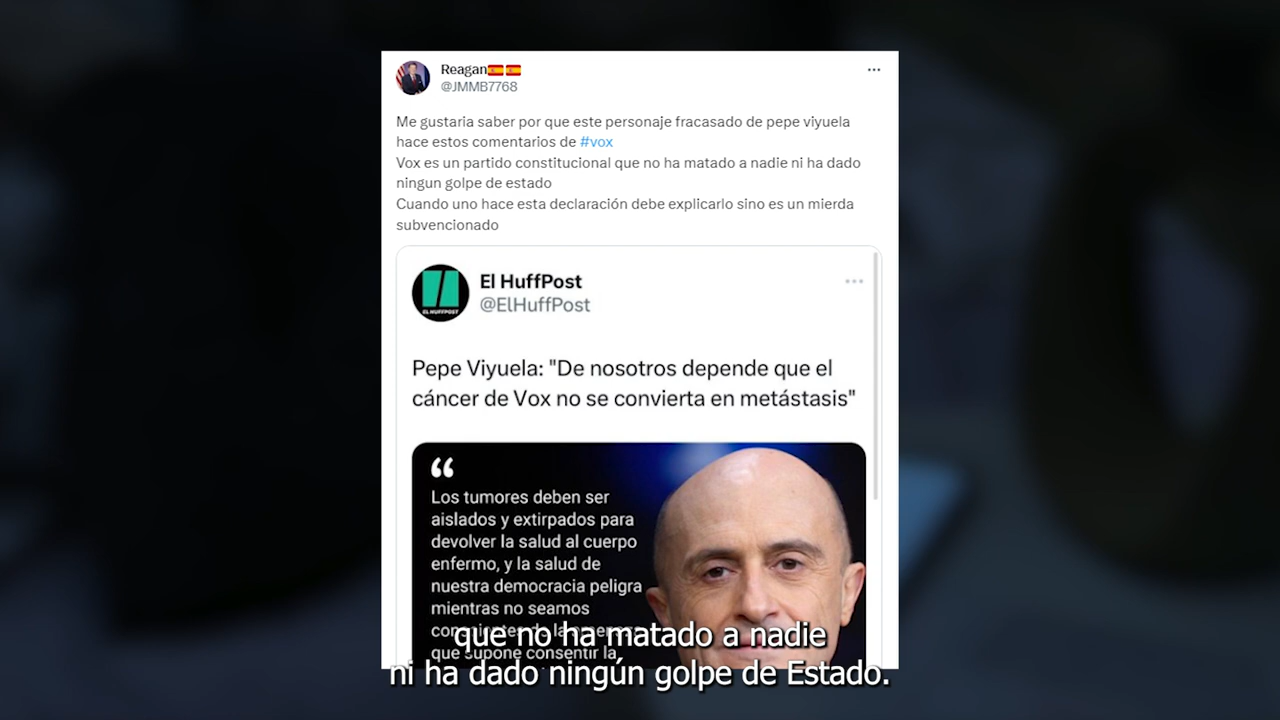 Reagan
@JMMB7768
Me gustaria saber por que este personaje fracasado de pepe viyuela
hace estos comentarios de #vox
Vox es un partido constitucional que no ha matado a nadie ni ha dado
ningun golpe de estado
Cuando uno hace esta declaración debe explicarlo sino es un mierda
subvencionado
El HuffPost
EL HUFFPOST
@ElHuffPost
Pepe Viyuela: "De nosotros depende que el
cáncer de Vox no se convierta en metástasis"
Los tumores deben ser
aislados y extirpados para
devolver la salud al cuerpo
enfermo, y la salud de
nuestra democracia peligra
mientras no seamos
que supone consentir la
que no ha matado a nadie
ni ha dado ningún golpe de Estado.